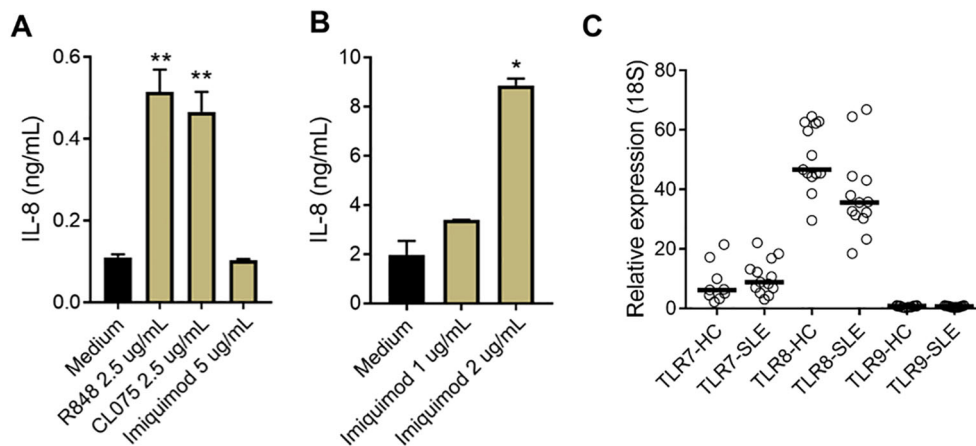 A
IL-8 (ng/mL)
0.6
0.4
0.2
0.0
**
**
Medium
R848 2.5 ug/mL
CL075 2.5 ug/mL
Imiquimod 5 ug/mL
B
IL-8 (ng/mL)
10
8
6
4
2
0
*
Medium
Imiquimod 1 ug/mL
Imiquimod 2 ug/mL
C
Relative expression (18S)
80
60
40
20
0
TLR7-HC
TLR7-SLE
TLR8-HC
TLR8-SLE
TLR9-HC
TLR9-SLE